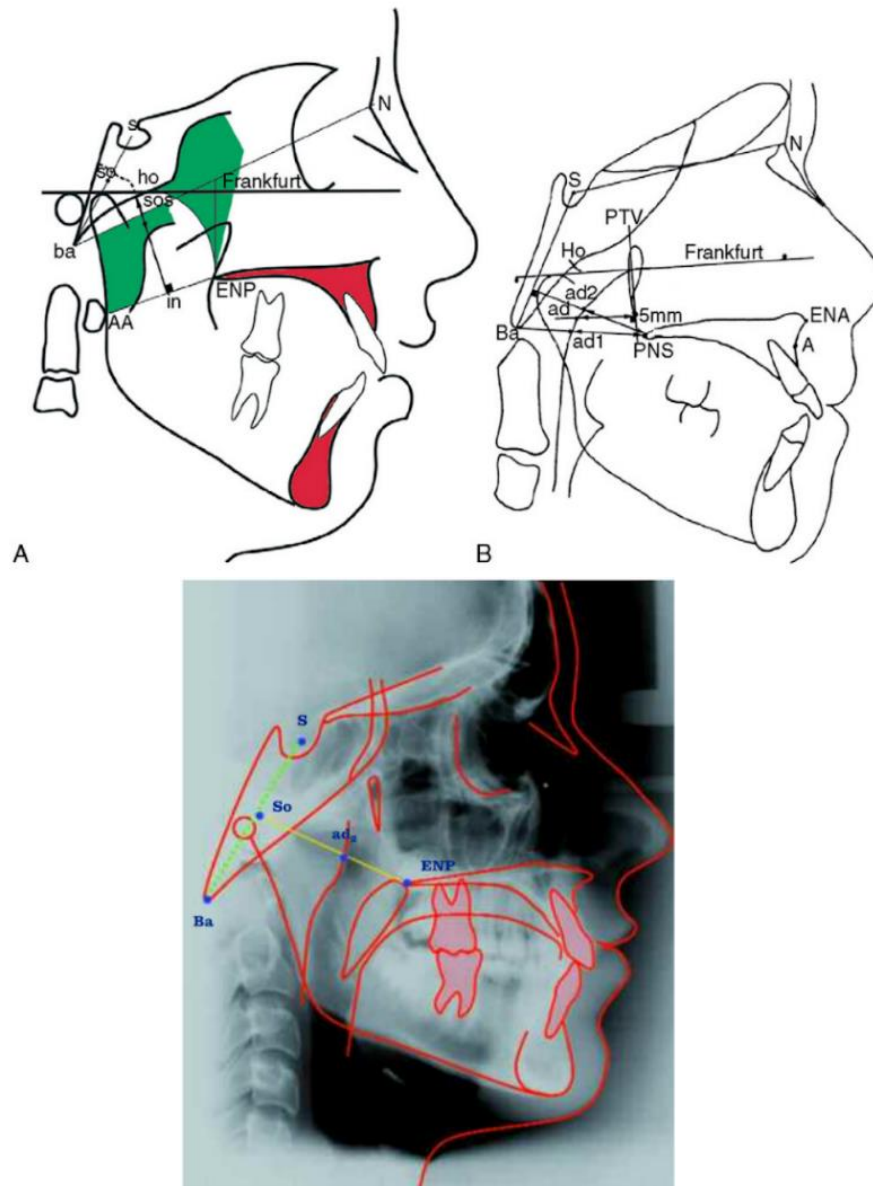 N
s
so
ho
Frankfurt
sos
ba
in
ENP
AA
A
N
S
PTV
Ho
Frankfurt
ad2
ad
5mm
ENA
Ba
ad1
PNS
A
B
S
So
ad₂
ENP
Ba